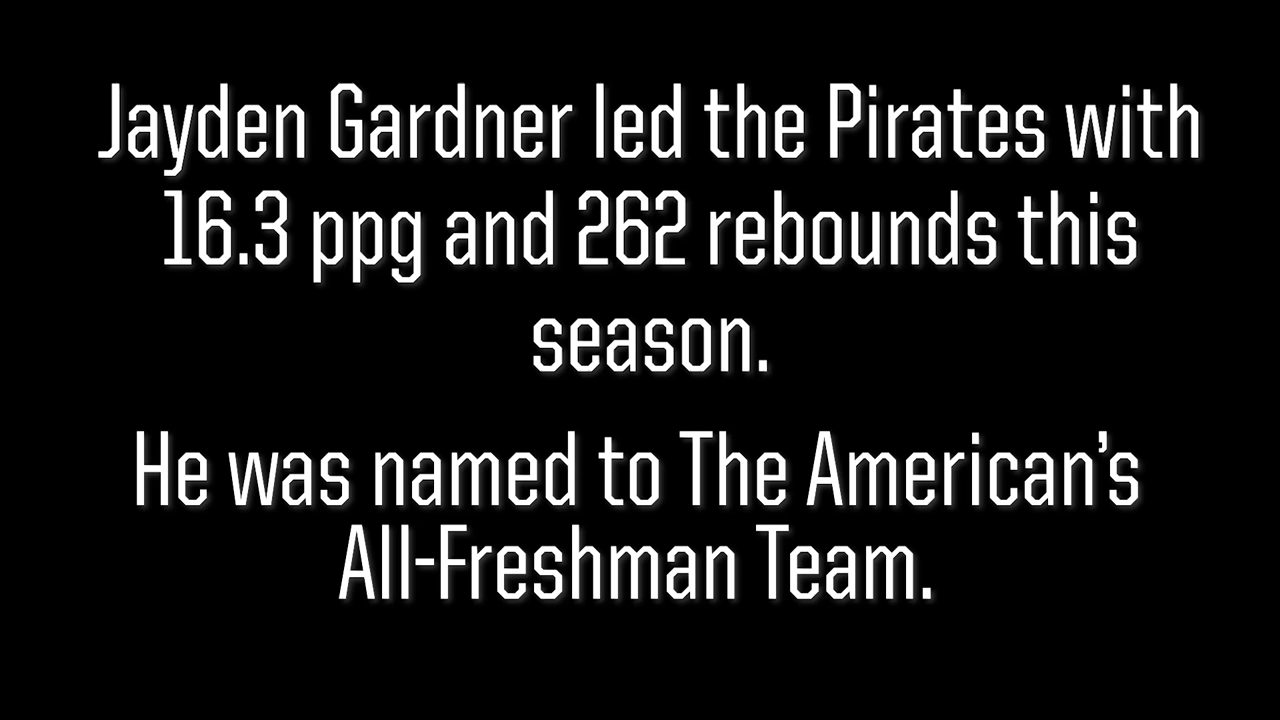 Jayden Gardner led the Pirates with
16.3 ppg and 262 rebounds this
season.
He was named to The American’s
All-Freshman Team.